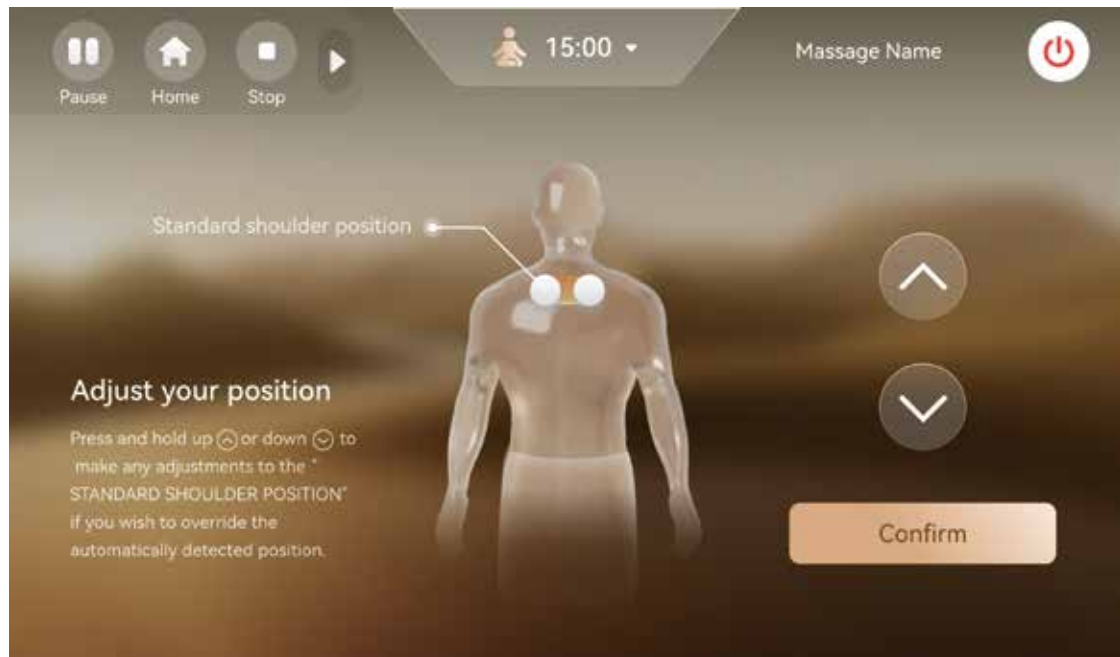 15:00
Massage Name
Pause
Home
Stop
Standard shoulder position
Adjust your position
Press and hold up or down to
make any adjustments to the "
STANDARD SHOULDER POSITION"
if you wish to override the
automatically detected position.
Confirm